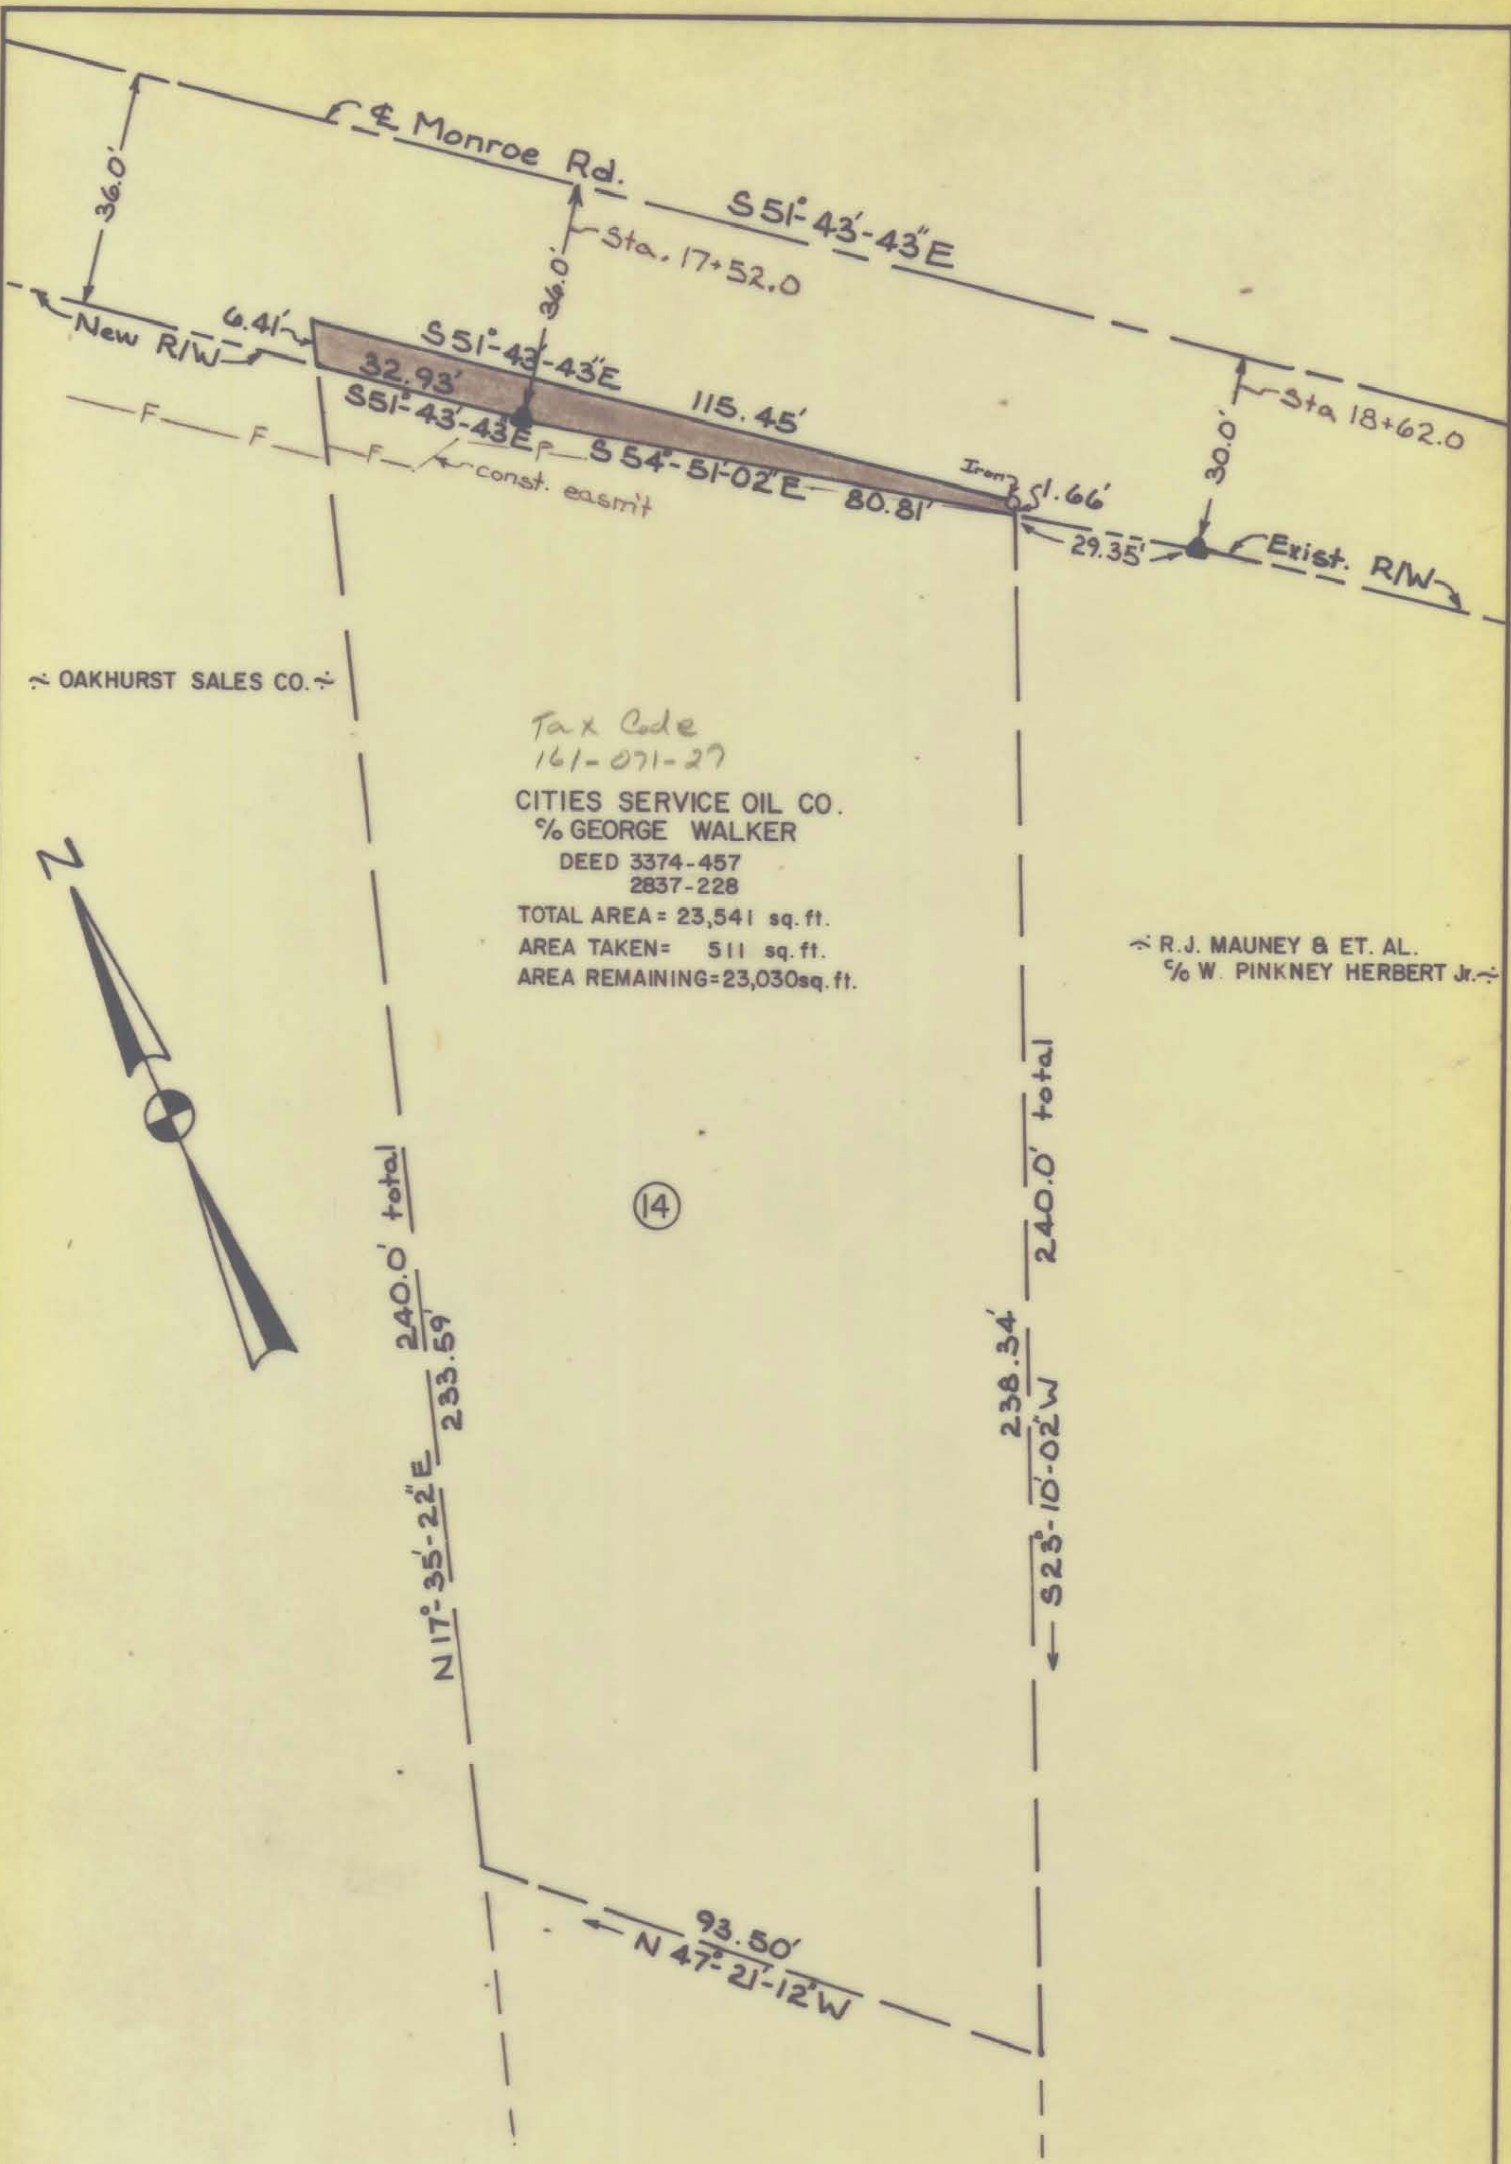 ℄ Monroe Rd.
S 51°-43'-43" E
36.0'
Sta. 17+52.0
36.0'
New R/W
6.41'
S 51°-43'-43" E
115.45'
32.93'
S51°-43'-43" E
S 54°-51'-02" E
80.81'
F
F
F
F
const. easm't
Iron
1.66'
29.35'
Sta 18+62.0
30.0'
Exist. R/W
÷ OAKHURST SALES CO. ÷
Tax Code
161-071-27
CITIES SERVICE OIL CO.
% GEORGE WALKER
DEED 3374-457
2837-228
TOTAL AREA = 23,541 sq. ft.
AREA TAKEN = 511 sq. ft.
AREA REMAINING=23,030sq. ft.
÷ R.J. MAUNEY & ET. AL.
% W. PINKNEY HERBERT Jr. ÷
N
14
N 17°-35'-22" E
240.0' total
233.59'
238.34'
240.0' total
S23°-10'-02" W
93.50'
N 47°-21'-12" W